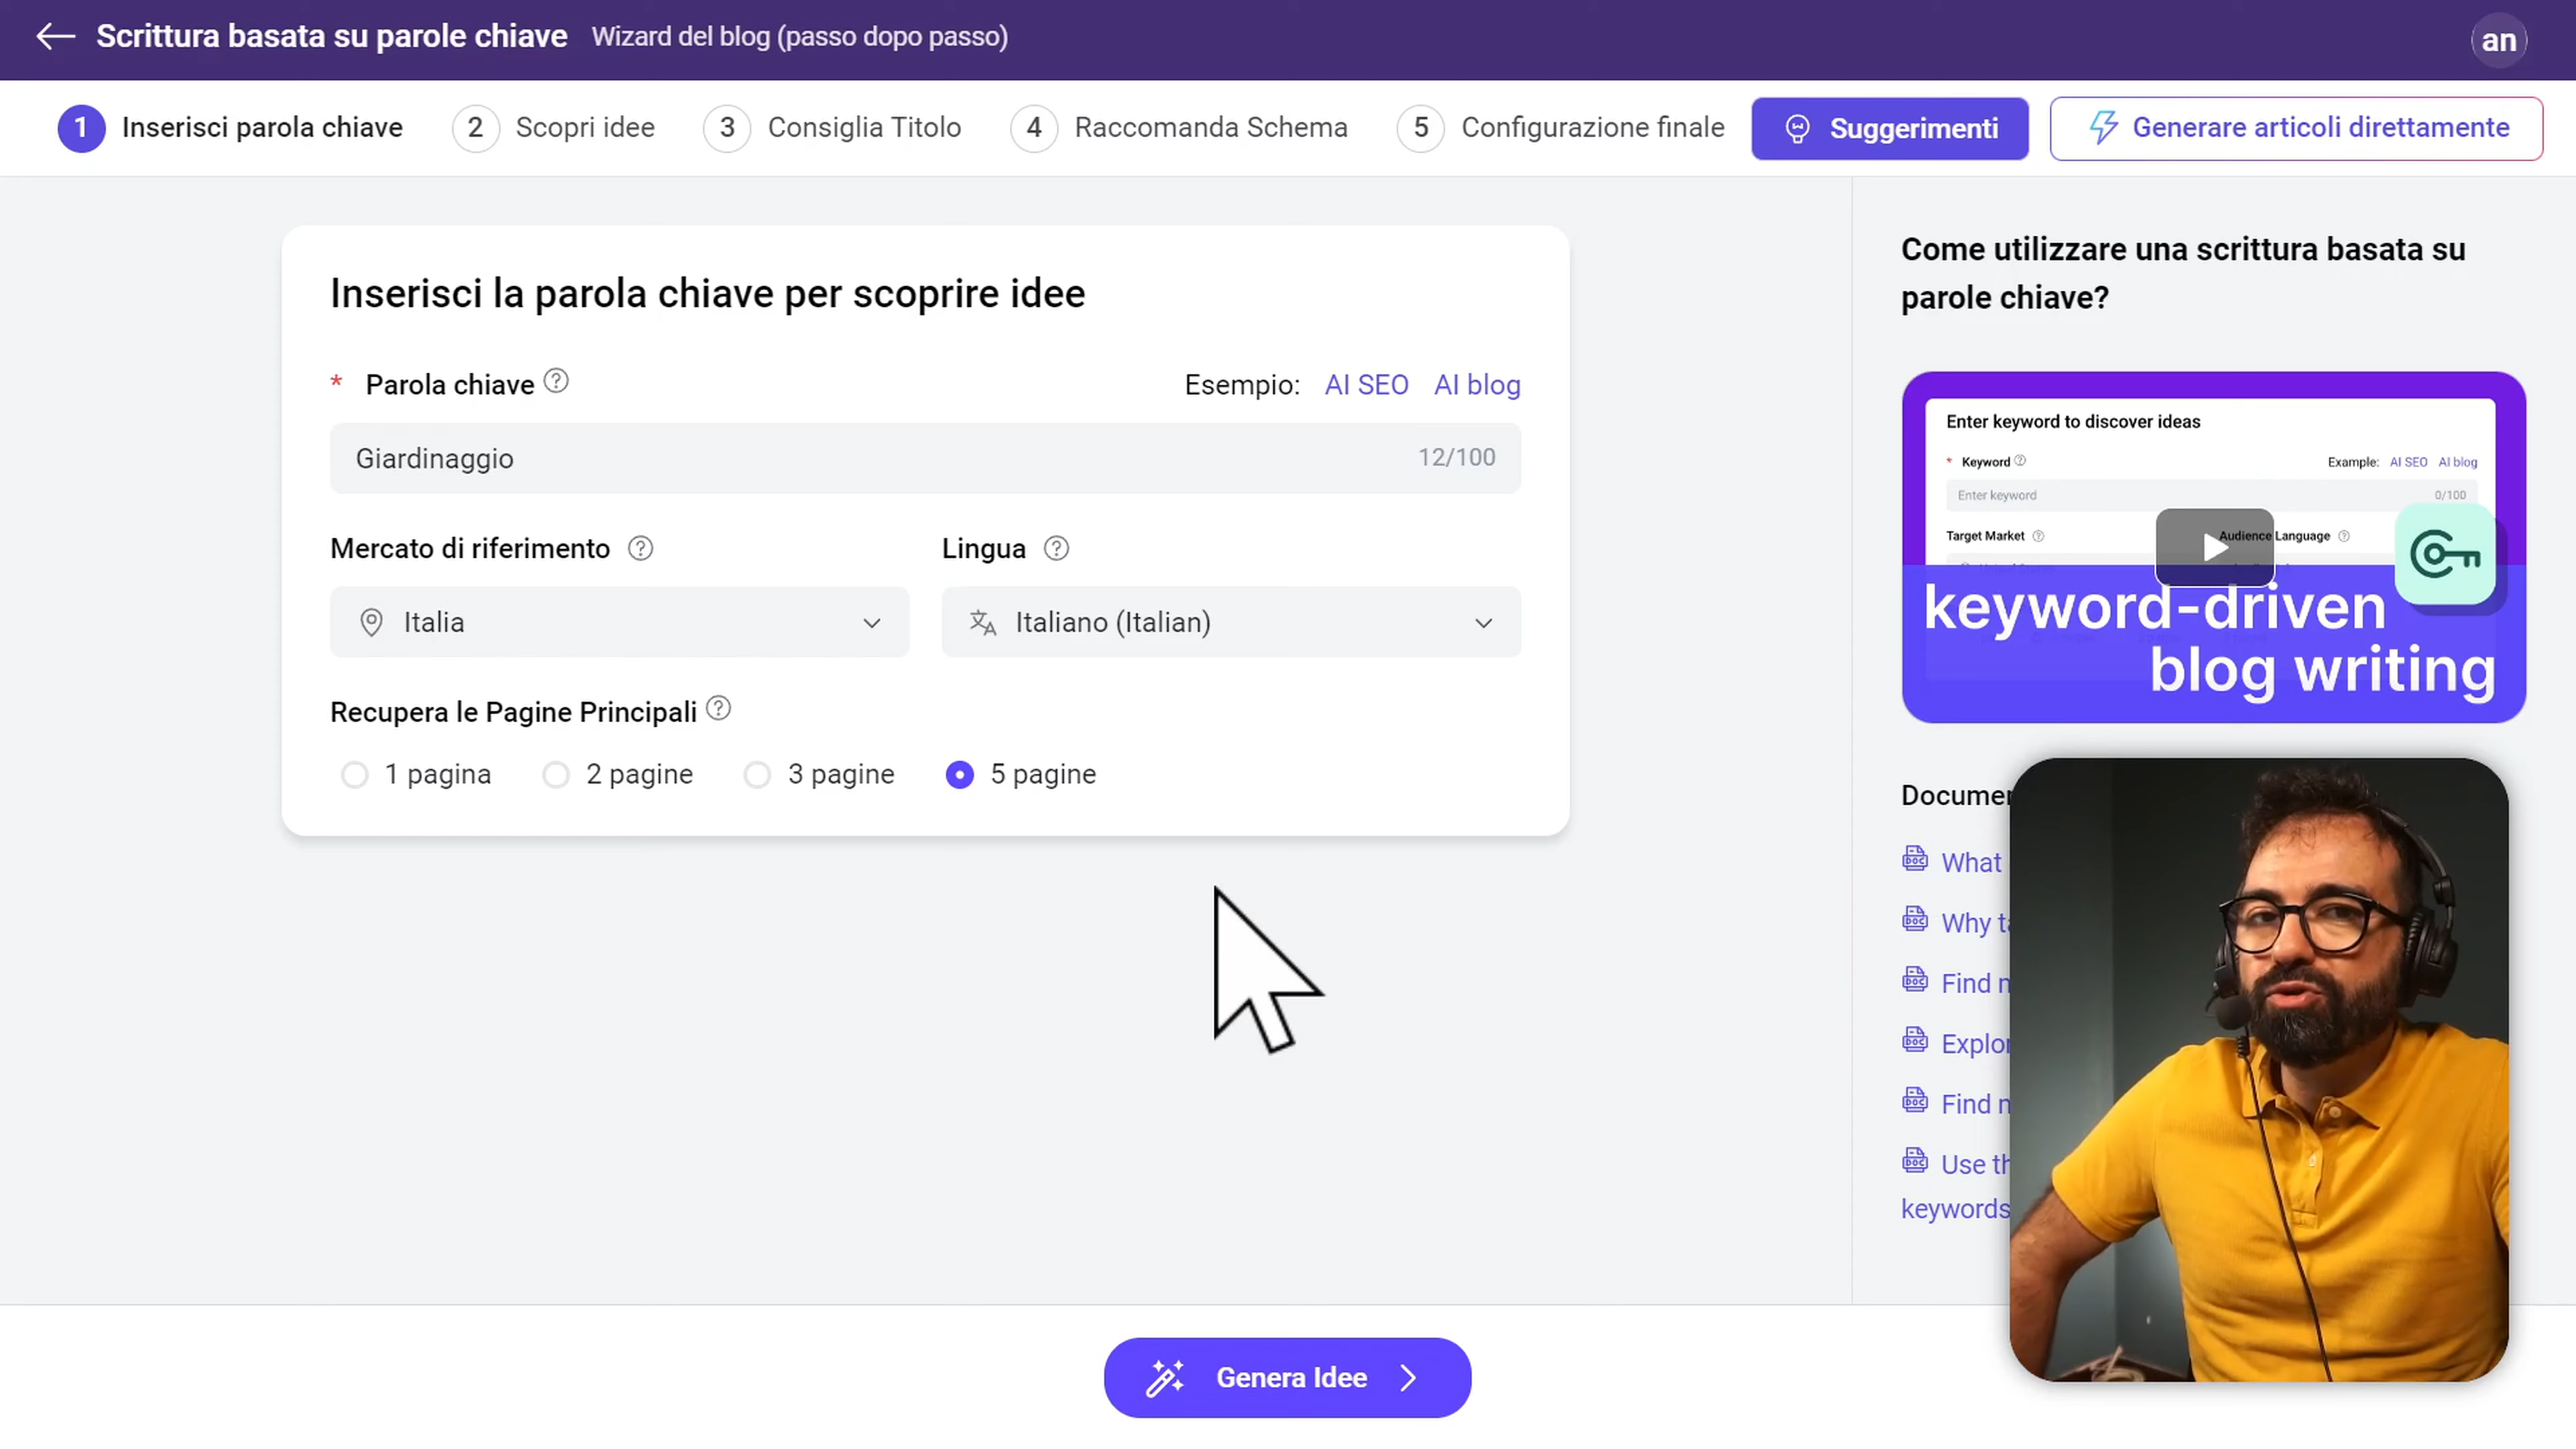 Scrittura basata su parole chiave Wizard del blog (passo dopo passo)
an
1 Inserisci parola chiave 2 Scopri idee 3 Consiglia Titolo 4 Raccomanda Schema 5 Configurazione finale Suggerimenti Generare articoli direttamente
Inserisci la parola chiave per scoprire idee
* Parola chiave Esempio: AI SEO AI blog
Giardinaggio 12/100
Mercato di riferimento Lingua
Italia Italiano (Italian)
Recupera le Pagine Principali
1 pagina 2 pagine 3 pagine 5 pagine
Genera Idee
Come utilizzare una scrittura basata su
parole chiave?
Enter keyword to discover ideas
* Keyword Example: AI SEO AI blog
Enter keyword 0/100
Target Market Audience Language
keyword-driven
blog writing
What
Why
Find
Use
keywords